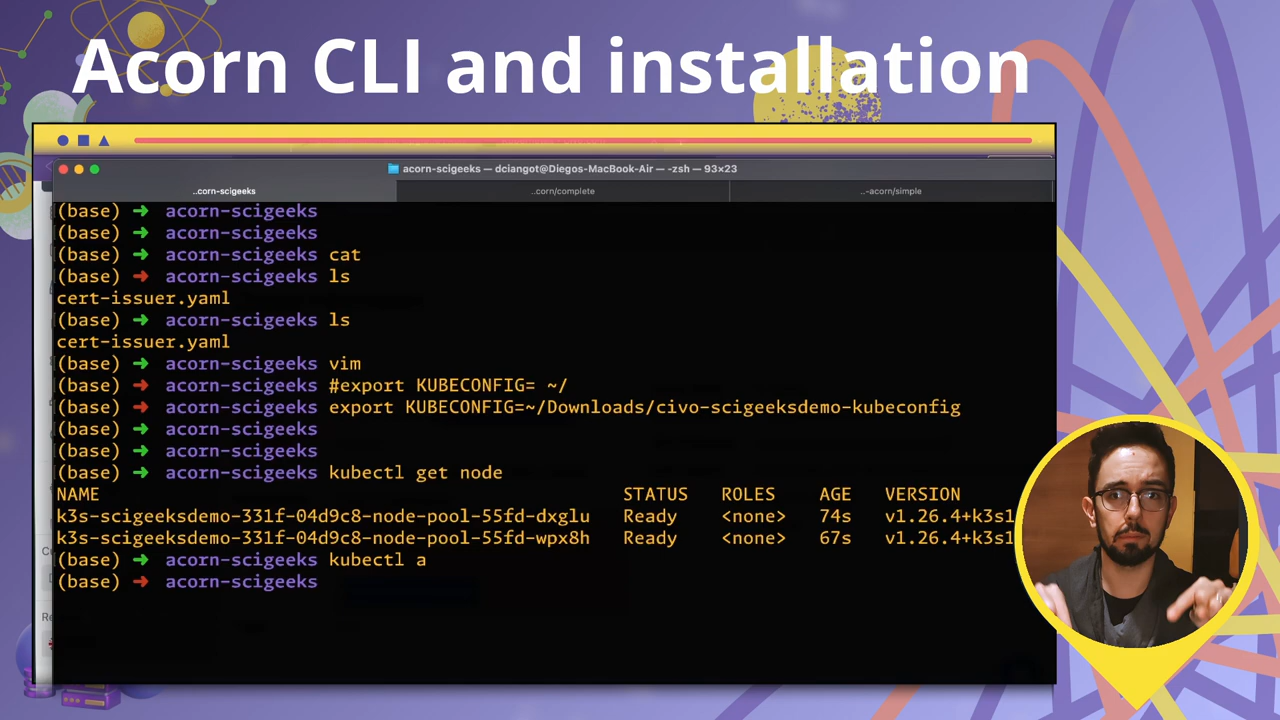 Acorn CLI and installation
acorn-scigeeks — dciangot@Diegos-MacBook-Air — -zsh — 93×23
..corn-scigeeks ..corn/complete ..-acorn/simple
(base) ➜ acorn-scigeeks
(base) ➜ acorn-scigeeks
(base) ➜ acorn-scigeeks cat
(base) ➜ acorn-scigeeks ls
cert-issuer.yaml
(base) ➜ acorn-scigeeks ls
cert-issuer.yaml
(base) ➜ acorn-scigeeks vim
(base) ➜ acorn-scigeeks #export KUBECONFIG= ~/
(base) ➜ acorn-scigeeks export KUBECONFIG=~/Downloads/civo-scigeeksdemo-kubeconfig
(base) ➜ acorn-scigeeks
(base) ➜ acorn-scigeeks
(base) ➜ acorn-scigeeks kubectl get node
NAME STATUS ROLES AGE VERSION
k3s-scigeeksdemo-331f-04d9c8-node-pool-55fd-dxglu Ready <none> 74s v1.26.4+k3s1
k3s-scigeeksdemo-331f-04d9c8-node-pool-55fd-wpx8h Ready <none> 67s v1.26.4+k3s1
(base) ➜ acorn-scigeeks kubectl a
(base) ➜ acorn-scigeeks